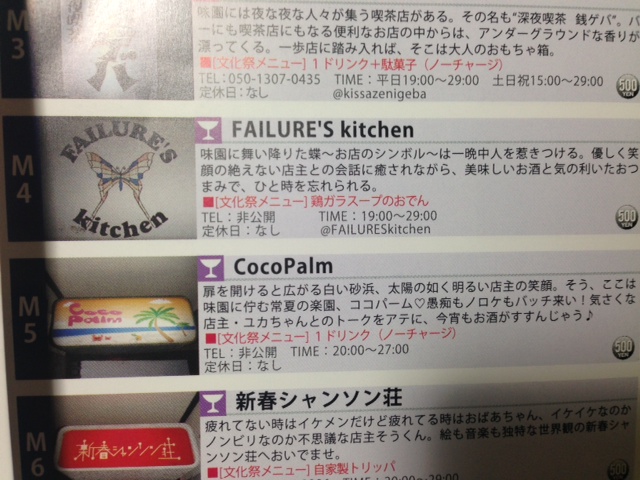 M3
味園には夜な夜な人々が集う喫茶店がある。その名も“深夜喫茶 銭ゲバ”。バ
ーにも喫茶店にもなる便利なお店の中からは、アンダーグラウンドな香りが
漂ってくる。一歩店に踏み入れば、そこは大人のおもちゃ箱。
■[文化祭メニュー] 1ドリンク+駄菓子（ノーチャージ）
TEL:050-1307-0435 TIME：平日19:00～29:00 土日祝15:00～29:00
定休日：なし @kissazenigeba
500 YEN
M4
FAILURE'S
kitchen
FAILURE'S kitchen
味園に舞い降りた蝶～お店のシンボル～は一晩中人を惹きつける。優しく笑
顔の絶えない店主との会話に癒されながら、美味しいお酒と気の利いたおつ
まみで、ひと時を忘れられる。
■[文化祭メニュー] 鶏ガラスープのおでん
TEL：非公開 TIME：19:00～29:00
定休日：なし @FAILURESkitchen
500 YEN
M5
Coco
Palm
CocoPalm
扉を開けると広がる白い砂浜、太陽の如く明るい店主の笑顔。そう、ここは
味園に佇む常夏の楽園、ココパーム♡愚痴もノロケもバッチ来い！気さくな
店主・ユカちゃんとのトークをアテに、今宵もお酒がすすんじゃう♪
■[文化祭メニュー] 1ドリンク（ノーチャージ）
TEL：非公開 TIME：20:00～27:00
定休日：なし
500 YEN
M6
新春シャンソン荘
新春シャンソン荘
疲れてない時はイケメンだけど疲れてる時はおばあちゃん、イケイケなのか
ノンビリなのか不思議な店主そうくん。絵も音楽も独特な世界観の新春シャ
ンソン荘へおいでませ。
■[文化祭メニュー] 自家製トリッパ
500